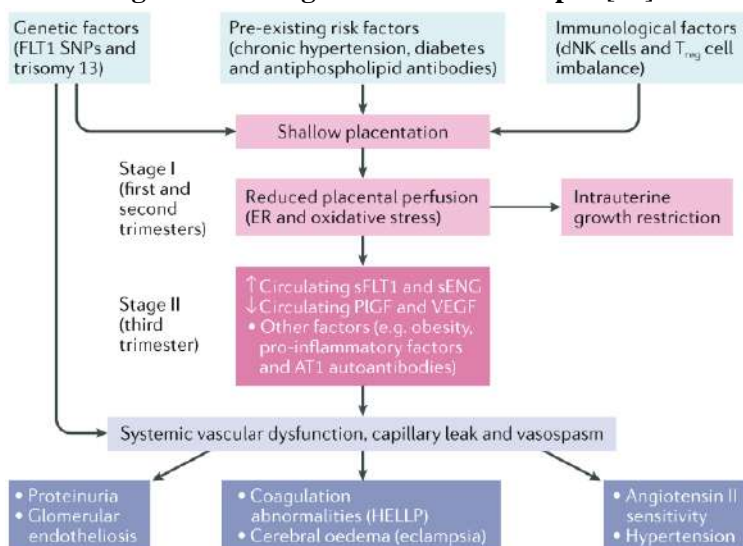 Genetic factors
(FLT1 SNPs and
trisomy 13)
Pre-existing risk factors
(chronic hypertension, diabetes
and antiphospholipid antibodies)
Immunological factors
(dNK cells and Treg cell
imbalance)
Shallow placentation
Stage I
(first and
second
trimesters)
Reduced placental perfusion
(ER and oxidative stress)
Intrauterine
growth restriction
Stage II
(third
trimester)
↑ Circulating sFLT1 and sENG
↓ Circulating PlGF and VEGF
• Other factors (e.g. obesity,
pro-inflammatory factors
and AT1 autoantibodies)
Systemic vascular dysfunction, capillary leak and vasospasm
• Proteinuria
• Glomerular
endotheliosis
• Coagulation
abnormalities (HELLP)
• Cerebral oedema (eclampsia)
• Angiotensin II
sensitivity
• Hypertension